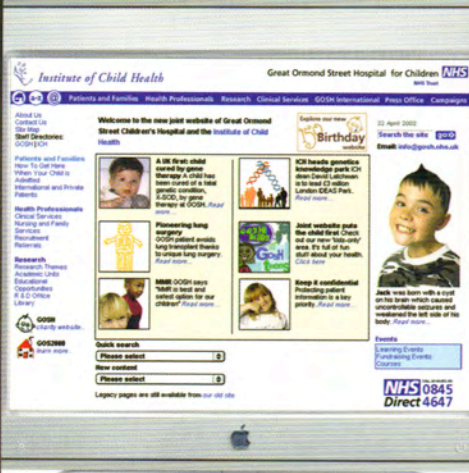 Institute of Child Health
Great Ormond Street Hospital for Children NHS
NHS Trust
Patients and Families Health Professionals Research Clinical Services GOSH International Press Office Campaigns
About Us
Contact Us
Site Map
Staff Directories:
GOSH | ICH
Patients and Families
How To Get Here
When Your Child is
Admitted
International and Private
Patients
Health Professionals
Clinical Services
Nursing and Family
Services
Recruitment
Referrals
Research
Research Themes
Academic Units
Educational
Opportunities
R & D Office
Library
GOSH
charity website...
GOS2000
learn more...
Welcome to the new joint website of Great Ormond
Street Children's Hospital and the Institute of Child
Health
Explore our new
Birthday
website
A UK first: child
cured by gene
therapy A child has
been cured of a fatal
genetic condition,
X-SCID, by gene
therapy at GOSH. Read
more...
ICH heads genetics
knowledge park ICH
dean David Latchman
is to lead £3 million
London IDEAS Park.
Read more...
Pioneering lung
surgery
GOSH patient avoids
lung transplant thanks
to unique lung surgery.
Read more...
GOSH
Joint website puts
the child first Check
out our new 'kids-only'
area. It's full of fun
stuff about your health.
Click here
MMR GOSH says
"MMR is best and
safest option for our
children" Read more...
Keep it confidential
Protecting patient
information is a key
priority. Read more...
Quick search
Please select
New content
Please select
Legacy pages are still available from our old site
22 April 2002
Search the site go
Email: info@gosh.nhs.uk
Jack was born with a cyst
on his brain which caused
uncontrollable seizures and
weakened the left side of his
body. Read more...
Events
Learning Events
Fundraising Events
Courses
NHS 0845
Direct 4647